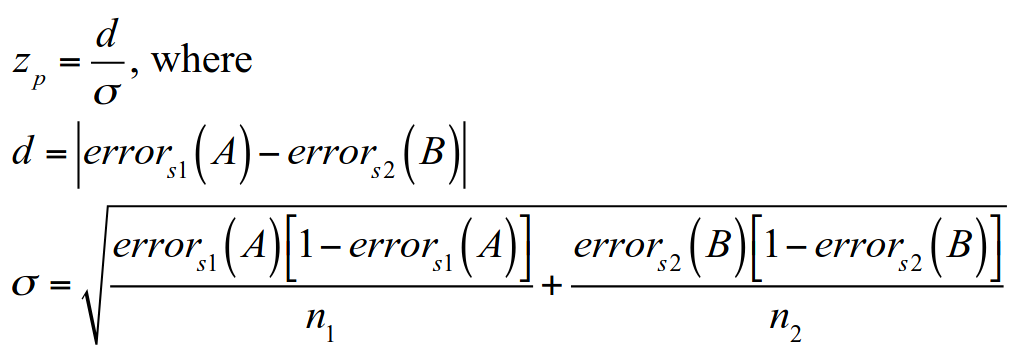 z_p = d/σ, where
d = |error_s1(A) − error_s2(B)|
σ = √(error_s1(A)[1 − error_s1(A)]/n_1 + error_s2(B)[1 − error_s2(B)]/n_2)